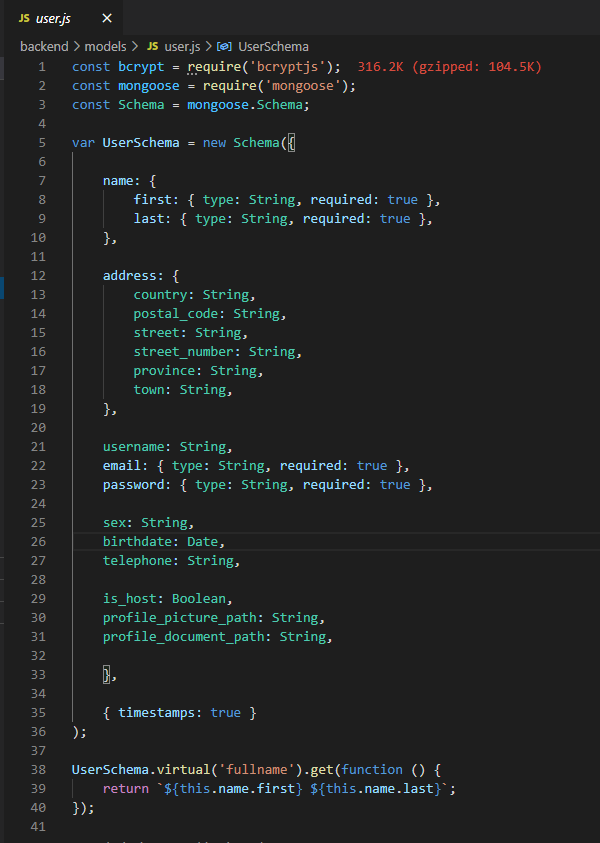 JS user.js ×
backend > models > JS user.js > UserSchema
1 const bcrypt = require('bcryptjs'); 316.2K (gzipped: 104.5K)
2 const mongoose = require('mongoose');
3 const Schema = mongoose.Schema;
4
5 var UserSchema = new Schema({
6
7     name: {
8         first: { type: String, required: true },
9         last: { type: String, required: true },
10     },
11
12     address: {
13         country: String,
14         postal_code: String,
15         street: String,
16         street_number: String,
17         province: String,
18         town: String,
19     },
20
21     username: String,
22     email: { type: String, required: true },
23     password: { type: String, required: true },
24
25     sex: String,
26     birthdate: Date,
27     telephone: String,
28
29     is_host: Boolean,
30     profile_picture_path: String,
31     profile_document_path: String,
32
33     },
34
35     { timestamps: true }
36 );
37
38 UserSchema.virtual('fullname').get(function () {
39     return `${this.name.first} ${this.name.last}`;
40 });
41